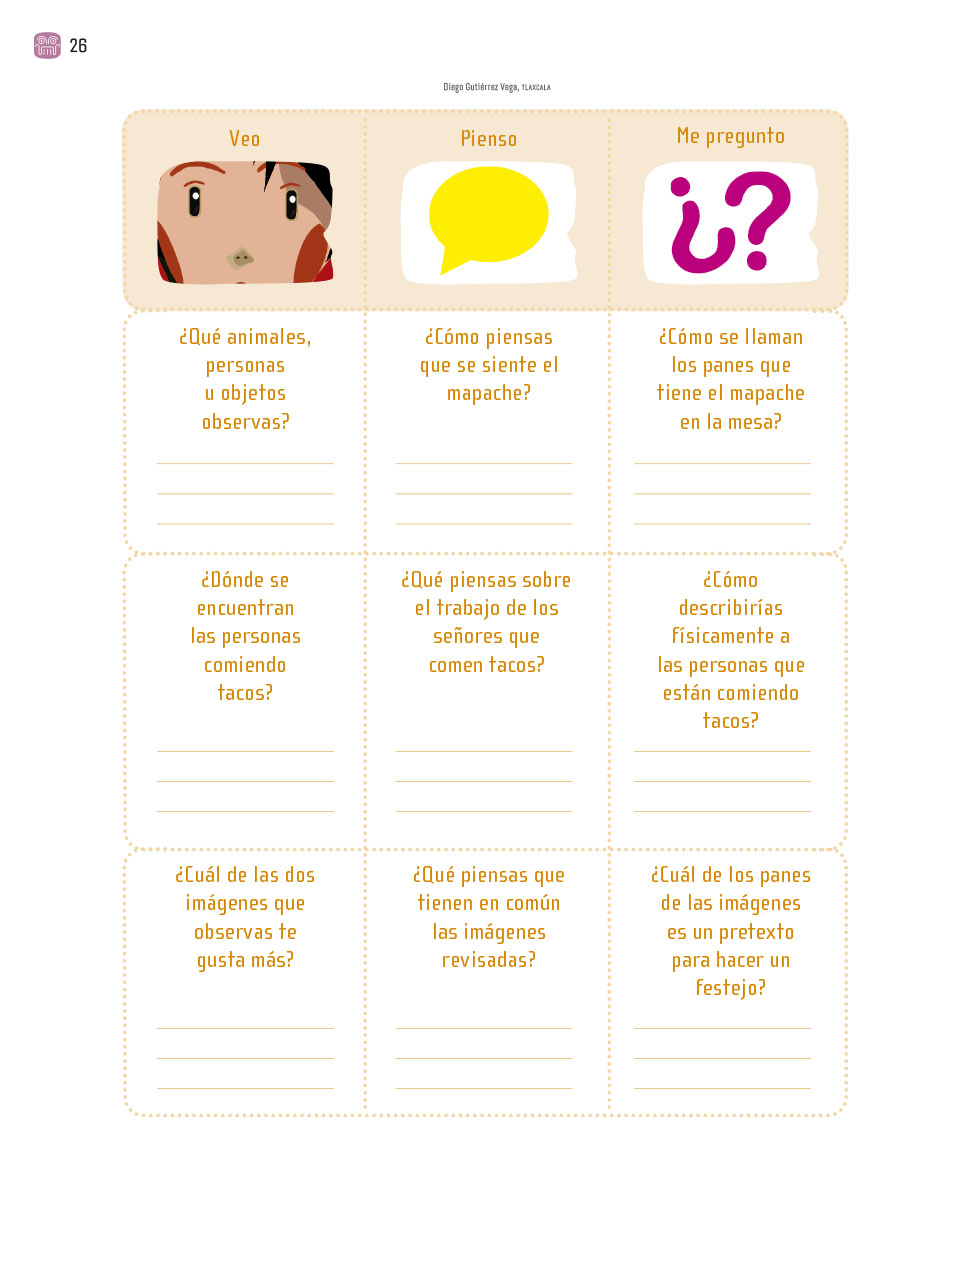 26
Diego Gutiérrez Vega, TLAXCALA
Veo
Pienso
Me pregunto
¿?
¿Qué animales,
personas
u objetos
observas?
¿Cómo piensas
que se siente el
mapache?
¿Cómo se llaman
los panes que
tiene el mapache
en la mesa?
¿Dónde se
encuentran
las personas
comiendo
tacos?
¿Qué piensas sobre
el trabajo de los
señores que
comen tacos?
¿Cómo
describirías
físicamente a
las personas que
están comiendo
tacos?
¿Cuál de las dos
imágenes que
observas te
gusta más?
¿Qué piensas que
tienen en común
las imágenes
revisadas?
¿Cuál de los panes
de las imágenes
es un pretexto
para hacer un
festejo?